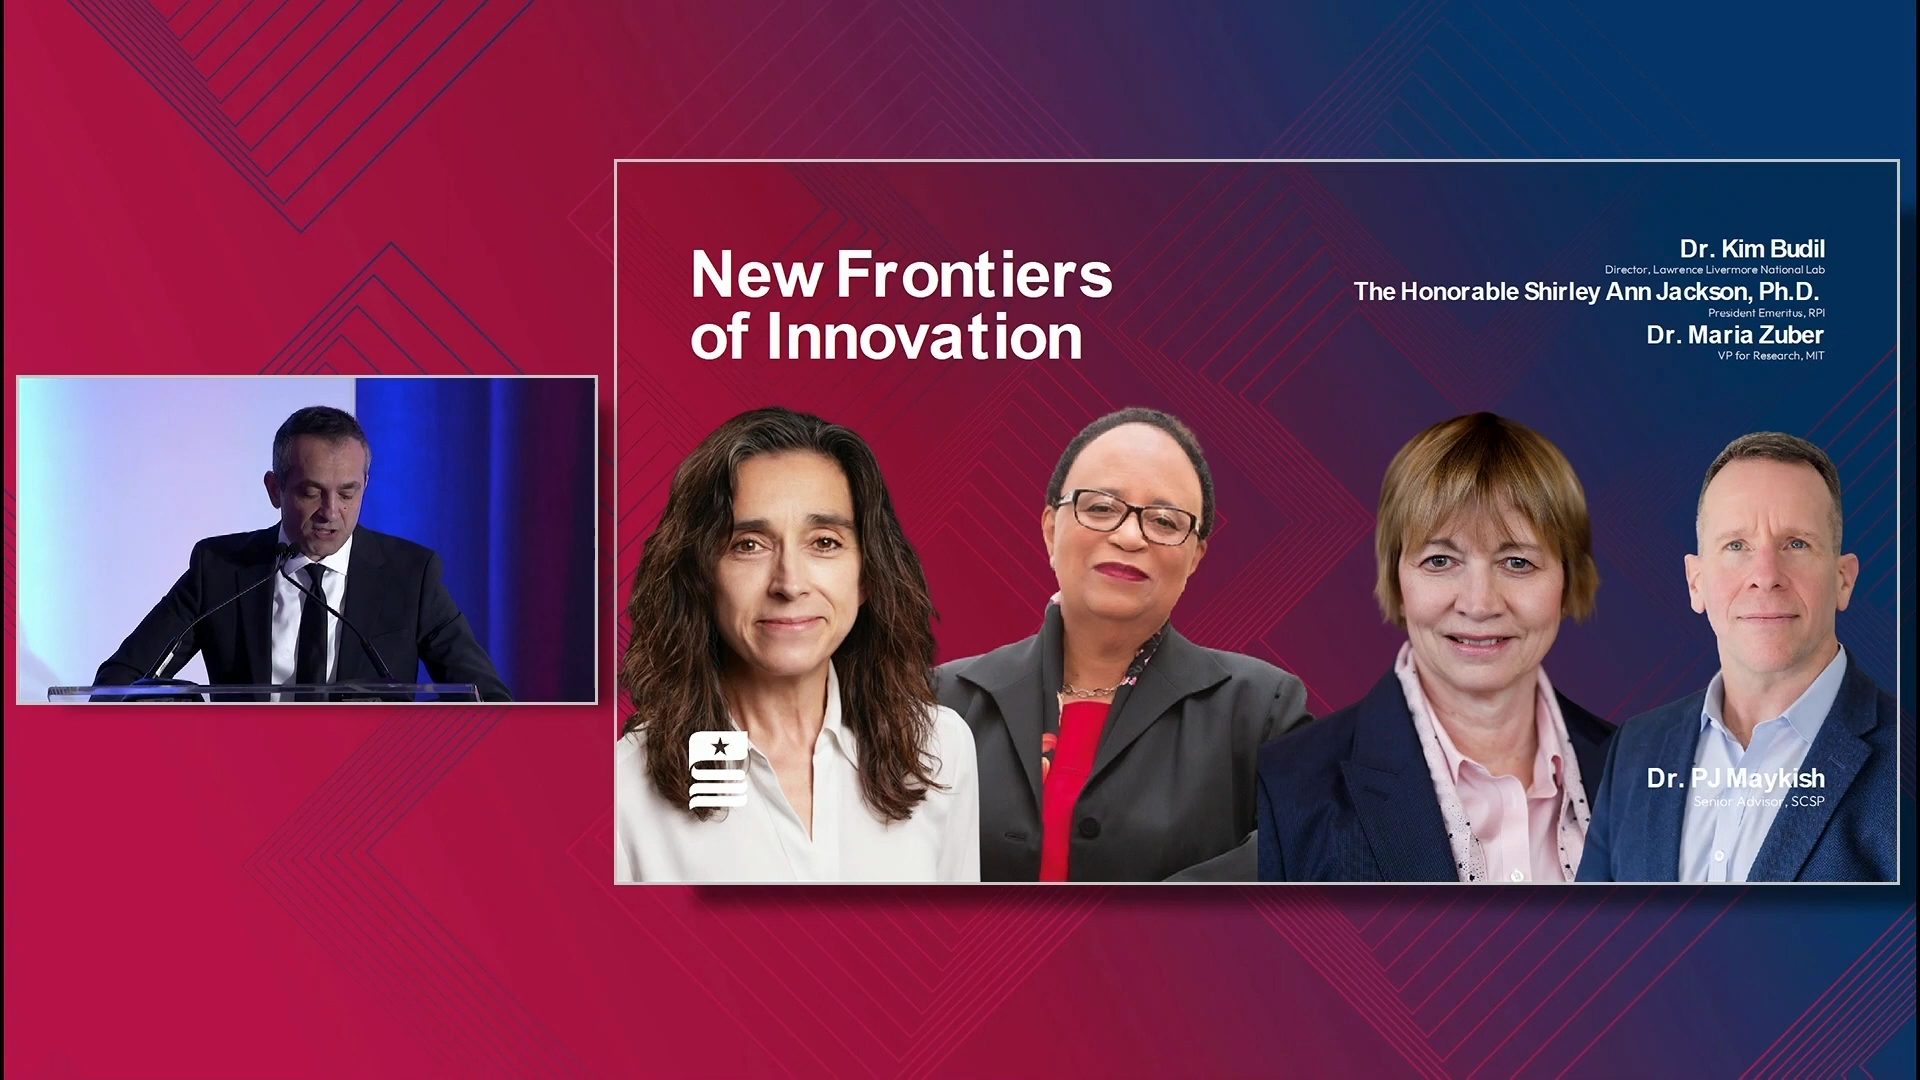 New Frontiers
of Innovation
Dr. Kim Budil
Director, Lawrence Livermore National Lab
The Honorable Shirley Ann Jackson, Ph.D.
President Emeritus, RPI
Dr. Maria Zuber
VP for Research, MIT
Dr. PJ Maykish
Senior Advisor, SCSP